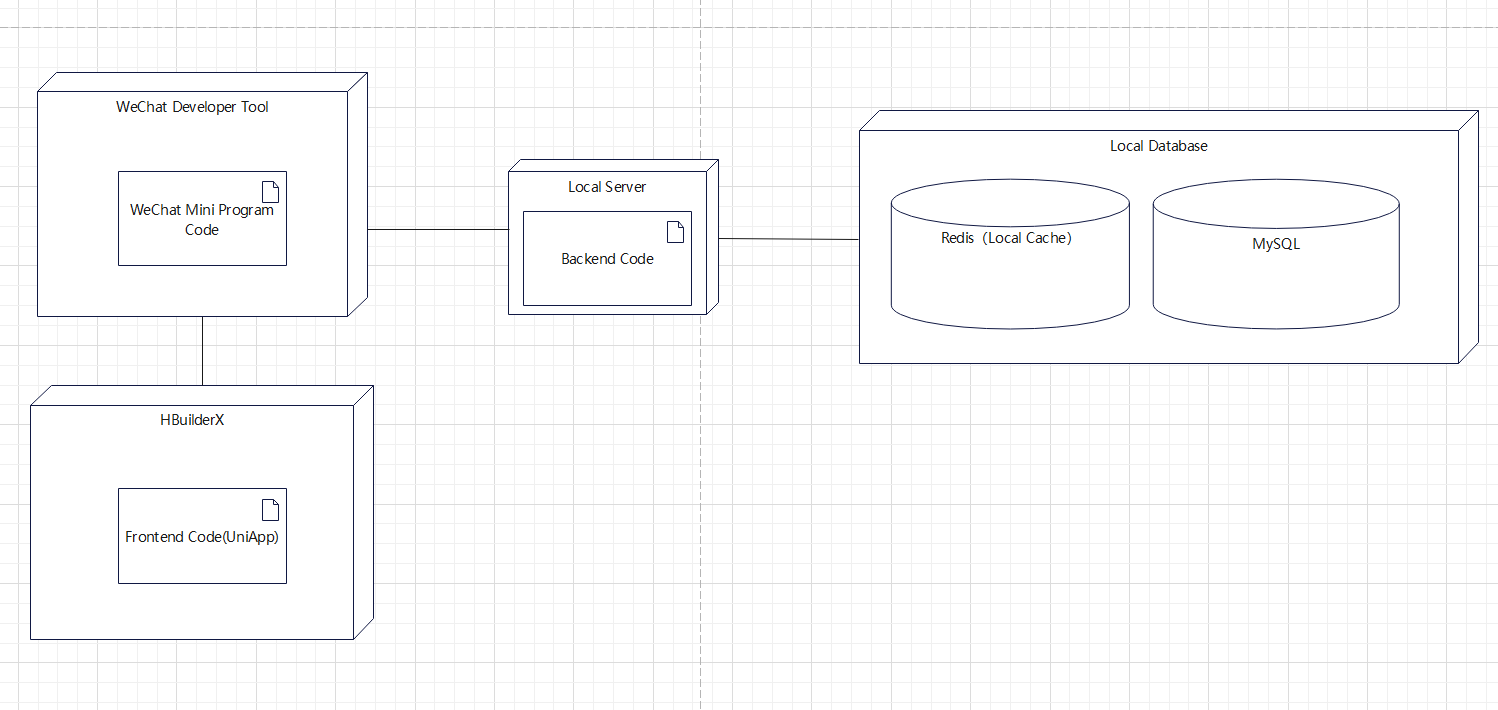 WeChat Developer Tool
WeChat Mini Program
Code
Local Server
Backend Code
Local Database
Redis（Local Cache）
MySQL
HBuilderX
Frontend Code(UniApp)